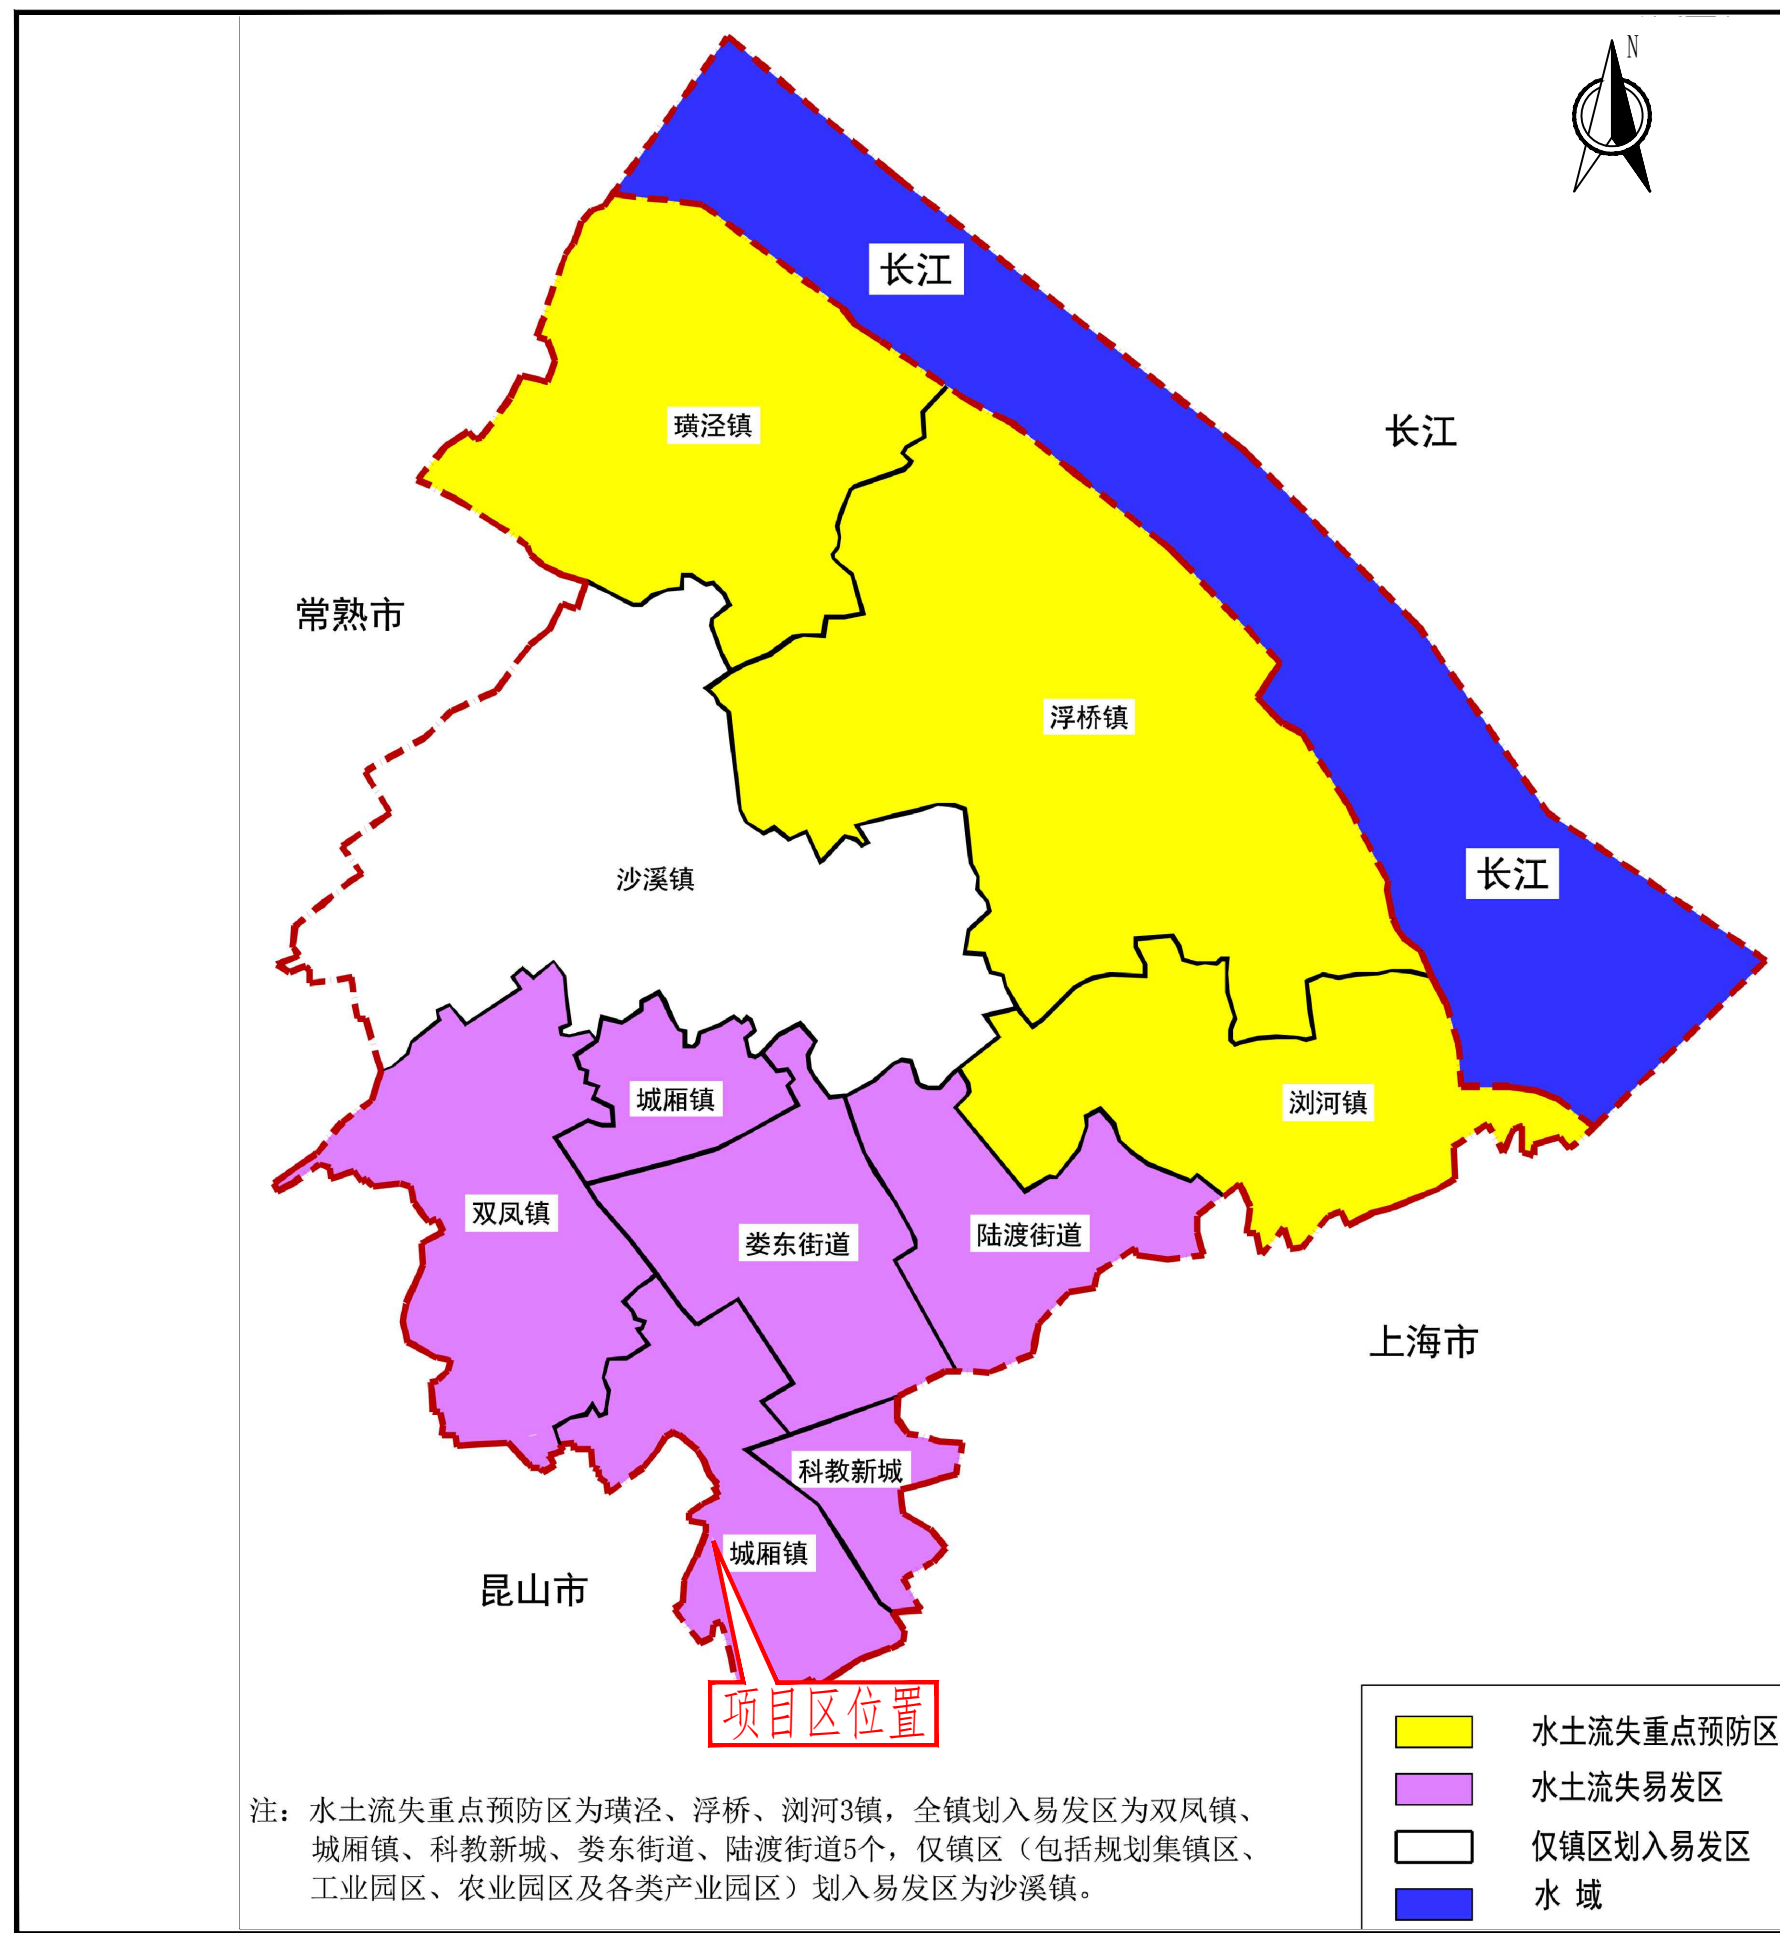 N
长江
璜泾镇
长江
常熟市
浮桥镇
沙溪镇
长江
城厢镇
浏河镇
双凤镇
娄东街道
陆渡街道
上海市
科教新城
城厢镇
昆山市
项目区位置
水土流失重点预防区
水土流失易发区
仅镇区划入易发区
水 域
注：水土流失重点预防区为璜泾、浮桥、浏河3镇，全镇划入易发区为双凤镇、
城厢镇、科教新城、娄东街道、陆渡街道5个，仅镇区（包括规划集镇区、
工业园区、农业园区及各类产业园区）划入易发区为沙溪镇。